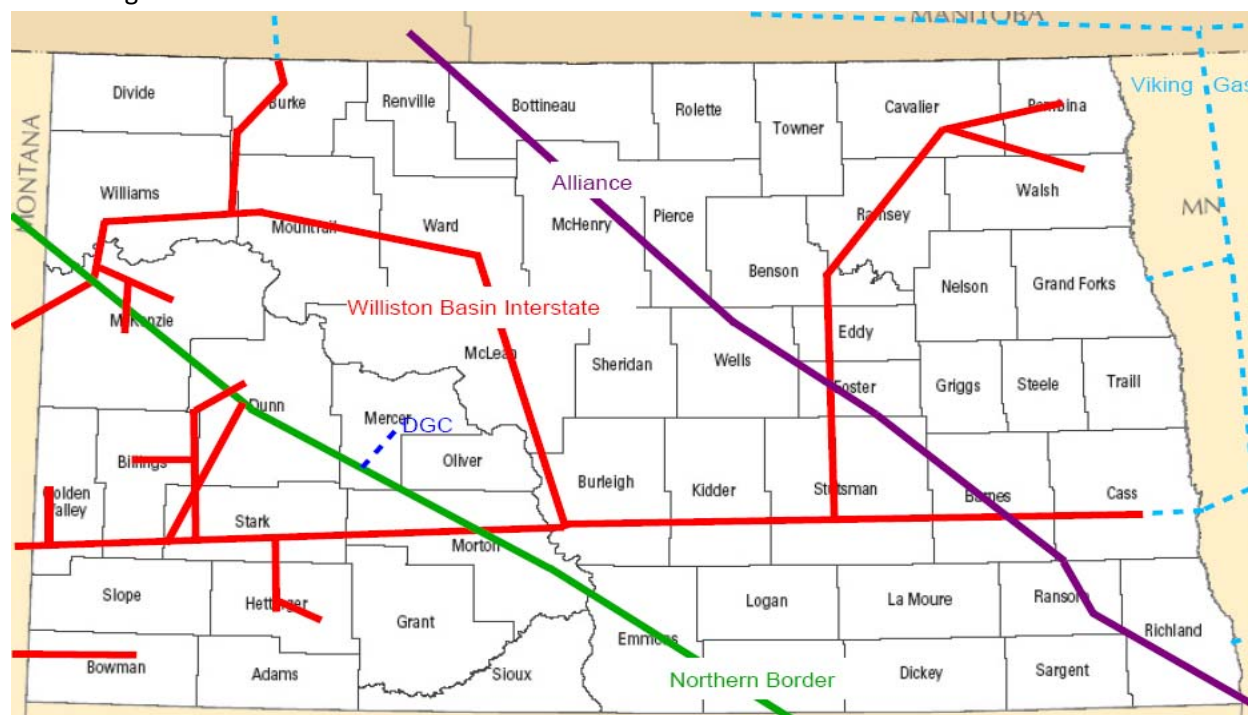 MANITOBA
Viking Gas
Divide
Burke
Renville
Bottineau
Rolette
Towner
Cavalier
Pembina
MONTANA
Williams
Mountrail
Ward
Alliance
McHenry
Pierce
Benson
Ramsey
Walsh
MN
Nelson
Grand Forks
McKenzie
Williston Basin Interstate
McLean
Sheridan
Wells
Eddy
Foster
Griggs
Steele
Traill
Dunn
Mercer
DGC
Oliver
Billings
Golden
Valley
Stark
Morton
Burleigh
Kidder
Stutsman
Barnes
Cass
Slope
Hettinger
Grant
Sioux
Emmons
Logan
La Moure
Ransom
Richland
Bowman
Adams
Northern Border
Dickey
Sargent